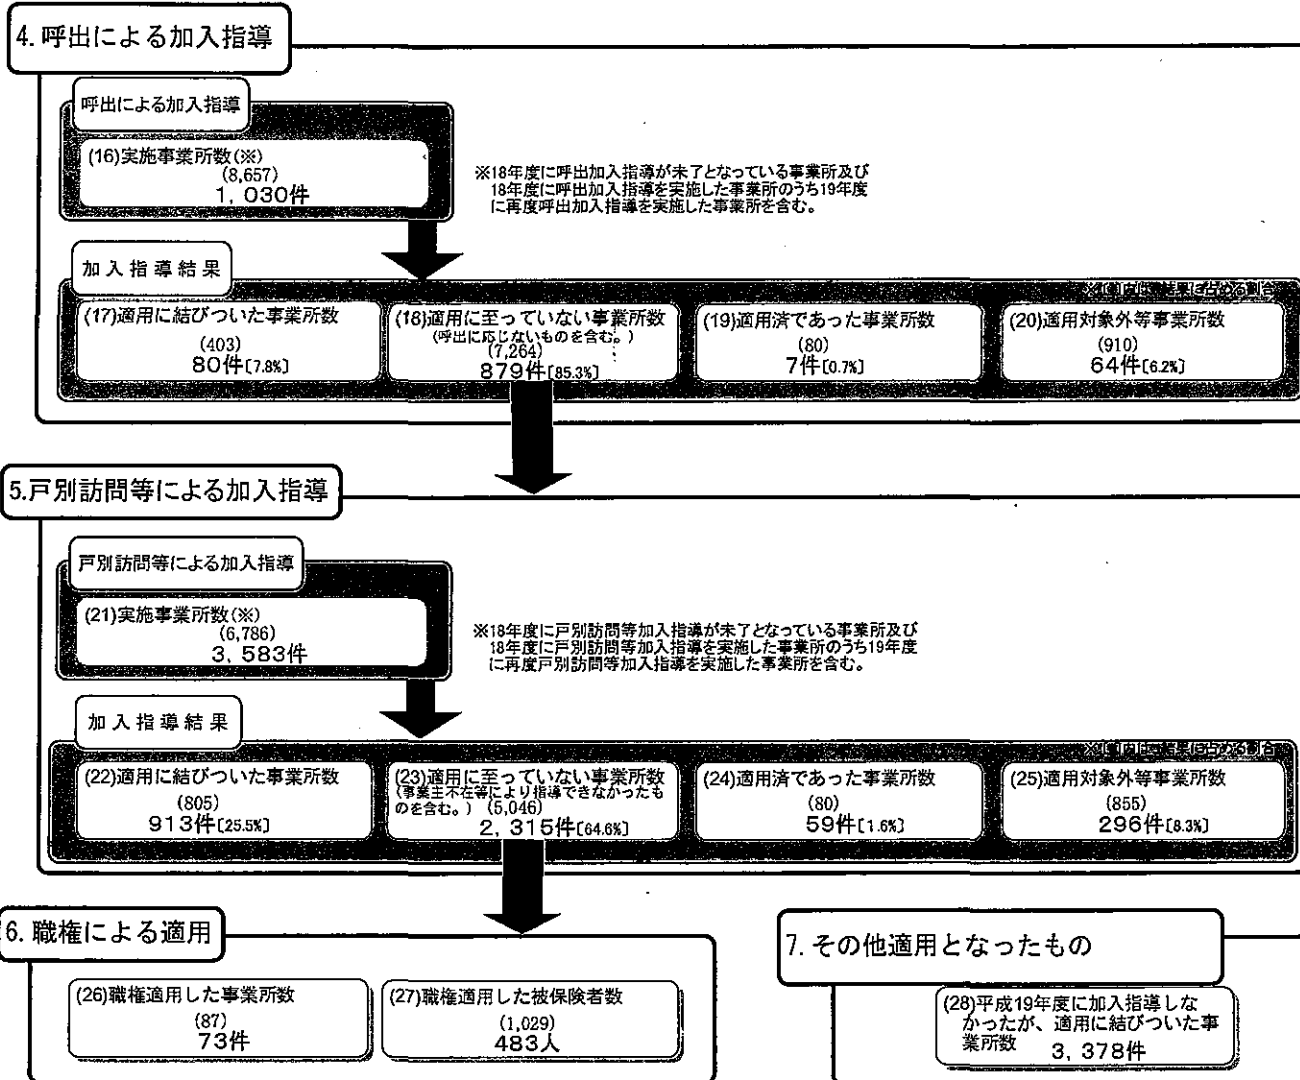 4. 呼出による加入指導
呼出による加入指導
(16)実施事業所数(※)
(8,657)
1, 030件
※18年度に呼出加入指導が未了となっている事業所及び
18年度に呼出加入指導を実施した事業所のうち19年度
に再度呼出加入指導を実施した事業所を含む。
加 入 指 導 結 果
(17)適用に結びついた事業所数
(403)
80件[7.8%]
(18)適用に至っていない事業所数
(呼出に応じないものを含む。)
(7,264)
879件[85.3%]
(19)適用済であった事業所数
(80)
7件[0.7%]
(20)適用対象外等事業所数
(910)
64件[6.2%]
5.戸別訪問等による加入指導
戸別訪問等による加入指導
(21)実施事業所数(※)
(6,786)
3, 583件
※18年度に戸別訪問等加入指導が未了となっている事業所及び
18年度に戸別訪問等加入指導を実施した事業所のうち19年度
に再度戸別訪問等加入指導を実施した事業所を含む。
加 入 指 導 結 果
(22)適用に結びついた事業所数
(805)
913件[25.5%]
(23)適用に至っていない事業所数
(事業主不在等により指導できなかったも
のを含む。) (5,046)
2, 315件[64.6%]
(24)適用済であった事業所数
(80)
59件[1.6%]
(25)適用対象外等事業所数
(855)
296件[8.3%]
6. 職権による適用
(26)職権適用した事業所数
(87)
73件
(27)職権適用した被保険者数
(1,029)
483人
7. その他適用となったもの
(28)平成19年度に加入指導しな
かったが、適用に結びついた事
業所数 3, 378件